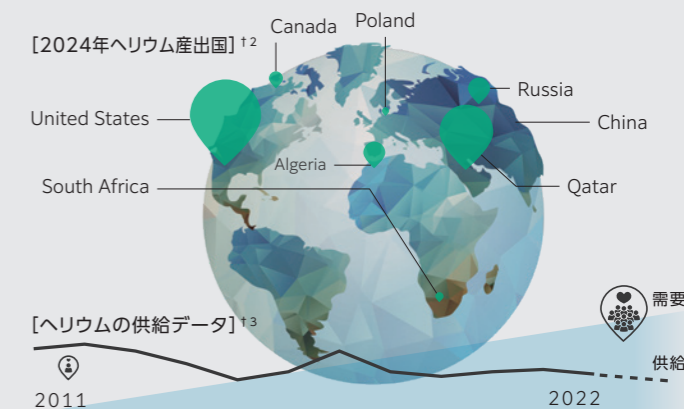 [2024年ヘリウム産出国]†2
Canada
Poland
United States
Russia
China
Algeria
South Africa
Qatar
[ヘリウムの供給データ]†3
需要
供給
2011
2022